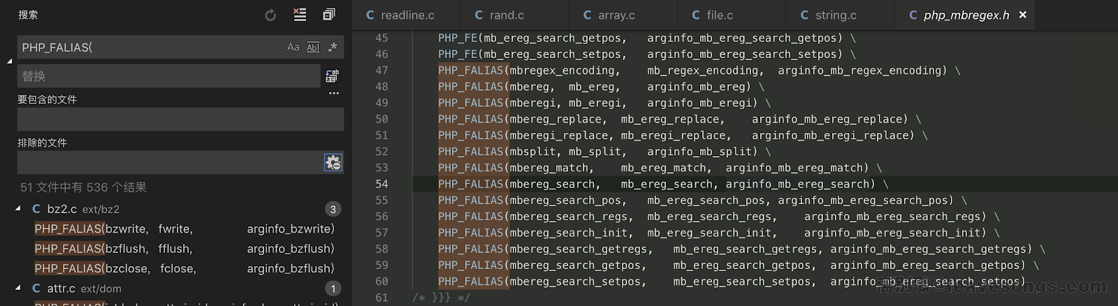 搜索
PHP_FALIAS(
Aa Abl .*
替换
...
要包含的文件
排除的文件
51 文件中有 536 个结果
C bz2.c ext/bz2 3
PHP_FALIAS(bzwrite, fwrite, arginfo_bzwrite)
PHP_FALIAS(bzflush, fflush, arginfo_bzflush)
PHP_FALIAS(bzclose, fclose, arginfo_bzflush)
C attr.c ext/dom 1
C readline.c C rand.c C array.c C file.c C string.c C php_mbregex.h ×
45 PHP_FE(mb_ereg_search_getpos, arginfo_mb_ereg_search_getpos) \
46 PHP_FE(mb_ereg_search_setpos, arginfo_mb_ereg_search_setpos) \
47 PHP_FALIAS(mbregex_encoding, mb_regex_encoding, arginfo_mb_regex_encoding) \
48 PHP_FALIAS(mbereg, mb_ereg, arginfo_mb_ereg) \
49 PHP_FALIAS(mberegi, mb_eregi, arginfo_mb_eregi) \
50 PHP_FALIAS(mbereg_replace, mb_ereg_replace, arginfo_mb_ereg_replace) \
51 PHP_FALIAS(mberegi_replace, mb_eregi_replace, arginfo_mb_eregi_replace) \
52 PHP_FALIAS(mbsplit, mb_split, arginfo_mb_split) \
53 PHP_FALIAS(mbereg_match, mb_ereg_match, arginfo_mb_ereg_match) \
54 PHP_FALIAS(mbereg_search, mb_ereg_search, arginfo_mb_ereg_search) \
55 PHP_FALIAS(mbereg_search_pos, mb_ereg_search_pos, arginfo_mb_ereg_search_pos) \
56 PHP_FALIAS(mbereg_search_regs, mb_ereg_search_regs, arginfo_mb_ereg_search_regs) \
57 PHP_FALIAS(mbereg_search_init, mb_ereg_search_init, arginfo_mb_ereg_search_init) \
58 PHP_FALIAS(mbereg_search_getregs, mb_ereg_search_getregs, arginfo_mb_ereg_search_getregs) \
59 PHP_FALIAS(mbereg_search_getpos, mb_ereg_search_getpos, arginfo_mb_ereg_search_getpos) \
60 PHP_FALIAS(mbereg_search_setpos, mb_ereg_search_setpos, arginfo_mb_ereg_search_setpos) \
61 /* }}} */